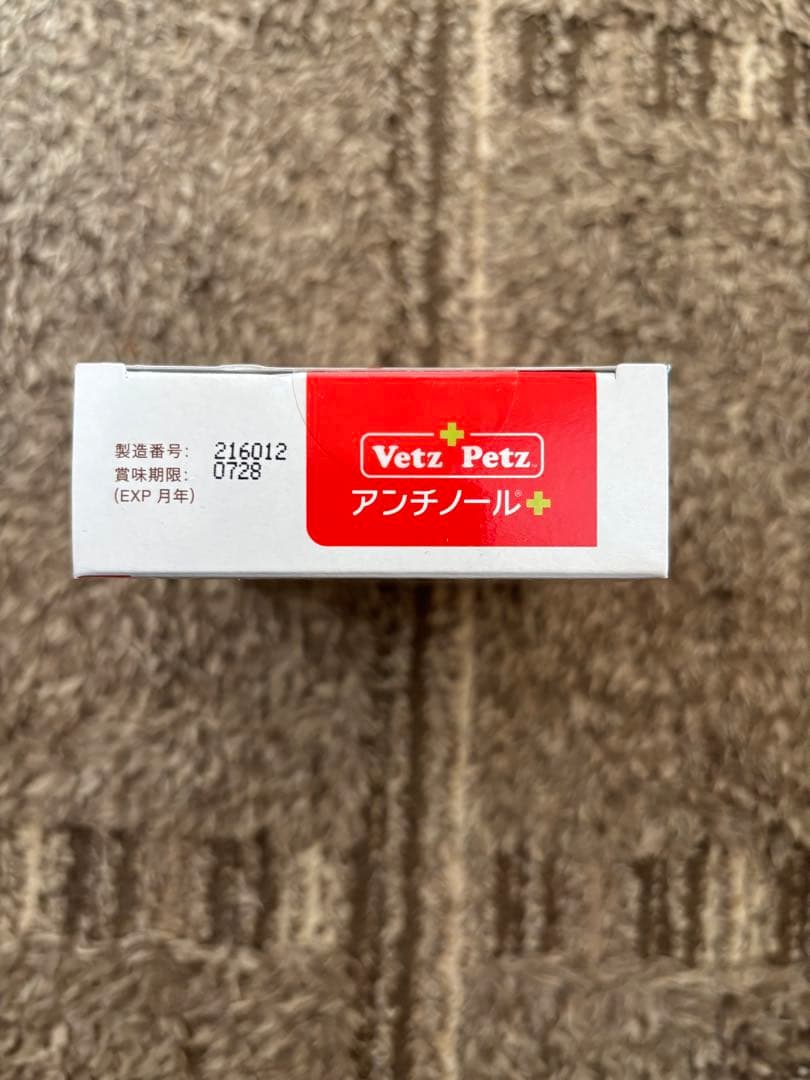 製造番号: 216012
賞味期限: 0728
(EXP 月年)
Vetz Petz™
アンチノール®+